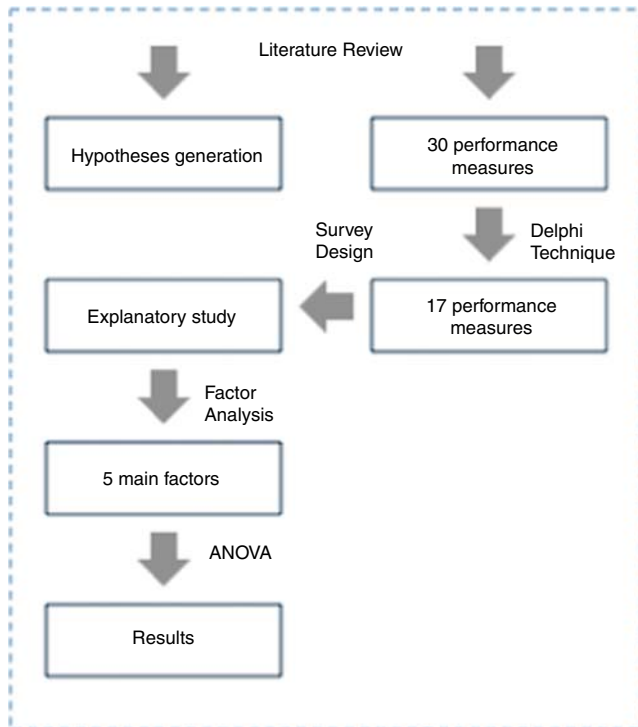 Literature Review
Hypotheses generation
30 performance
measures
Delphi
Technique
Survey
Design
17 performance
measures
Explanatory study
Factor
Analysis
5 main factors
ANOVA
Results